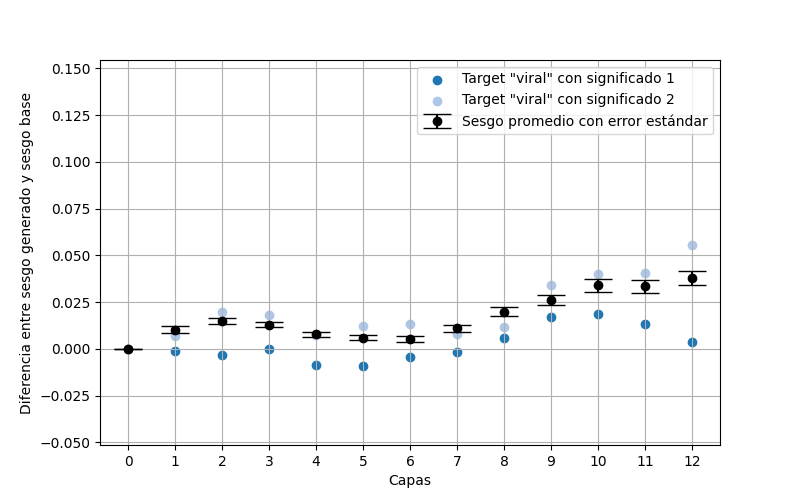 0.150
0.125
0.100
0.075
0.050
0.025
0.000
−0.025
−0.050
Diferencia entre sesgo generado y sesgo base
Target "viral" con significado 1
Target "viral" con significado 2
Sesgo promedio con error estándar
0 1 2 3 4 5 6 7 8 9 10 11 12
Capas